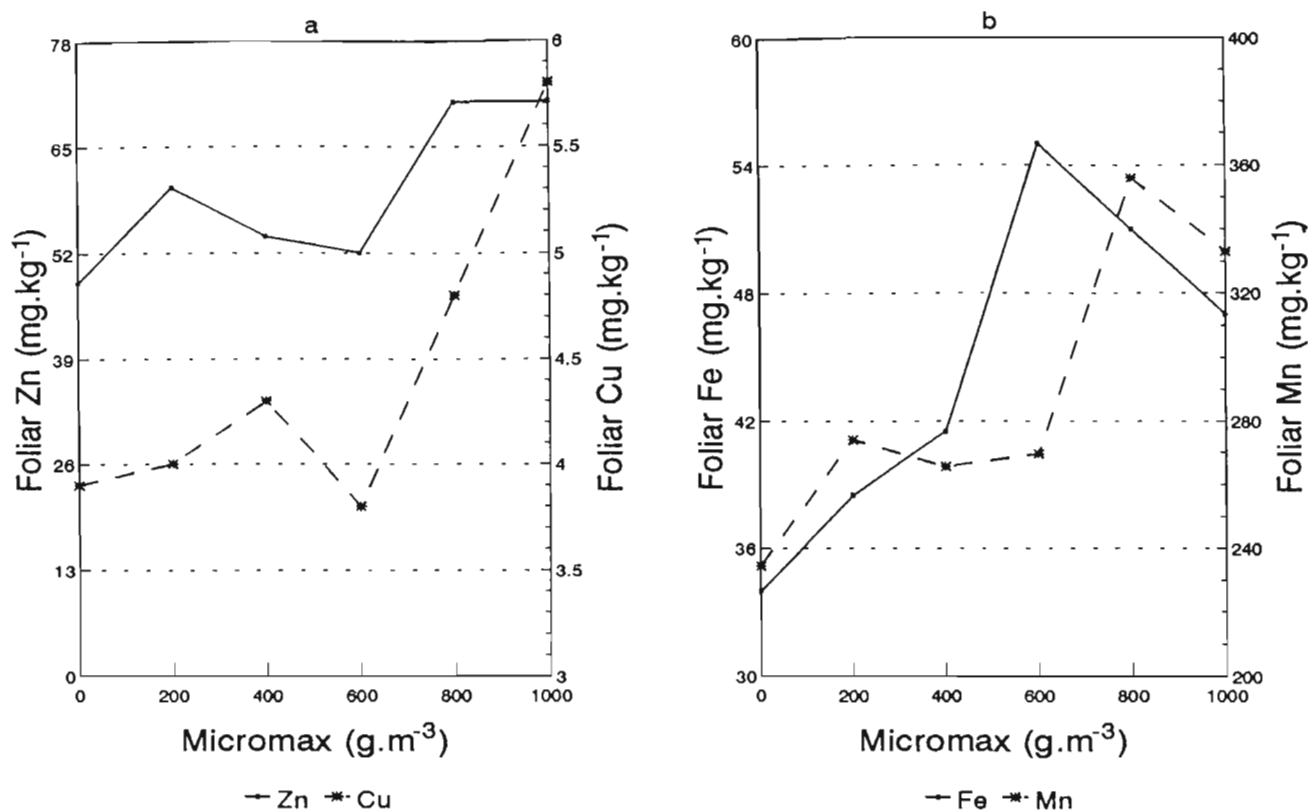 a
78
65
52
39
26
13
0
Foliar Zn (mg.kg⁻¹)
6
5.5
5
4.5
4
3.5
3
Foliar Cu (mg.kg⁻¹)
0 200 400 600 800 1000
Micromax (g.m⁻³)
Zn Cu
b
60
54
48
42
36
30
Foliar Fe (mg.kg⁻¹)
400
360
320
280
240
200
Foliar Mn (mg.kg⁻¹)
0 200 400 600 800 1000
Micromax (g.m⁻³)
Fe Mn